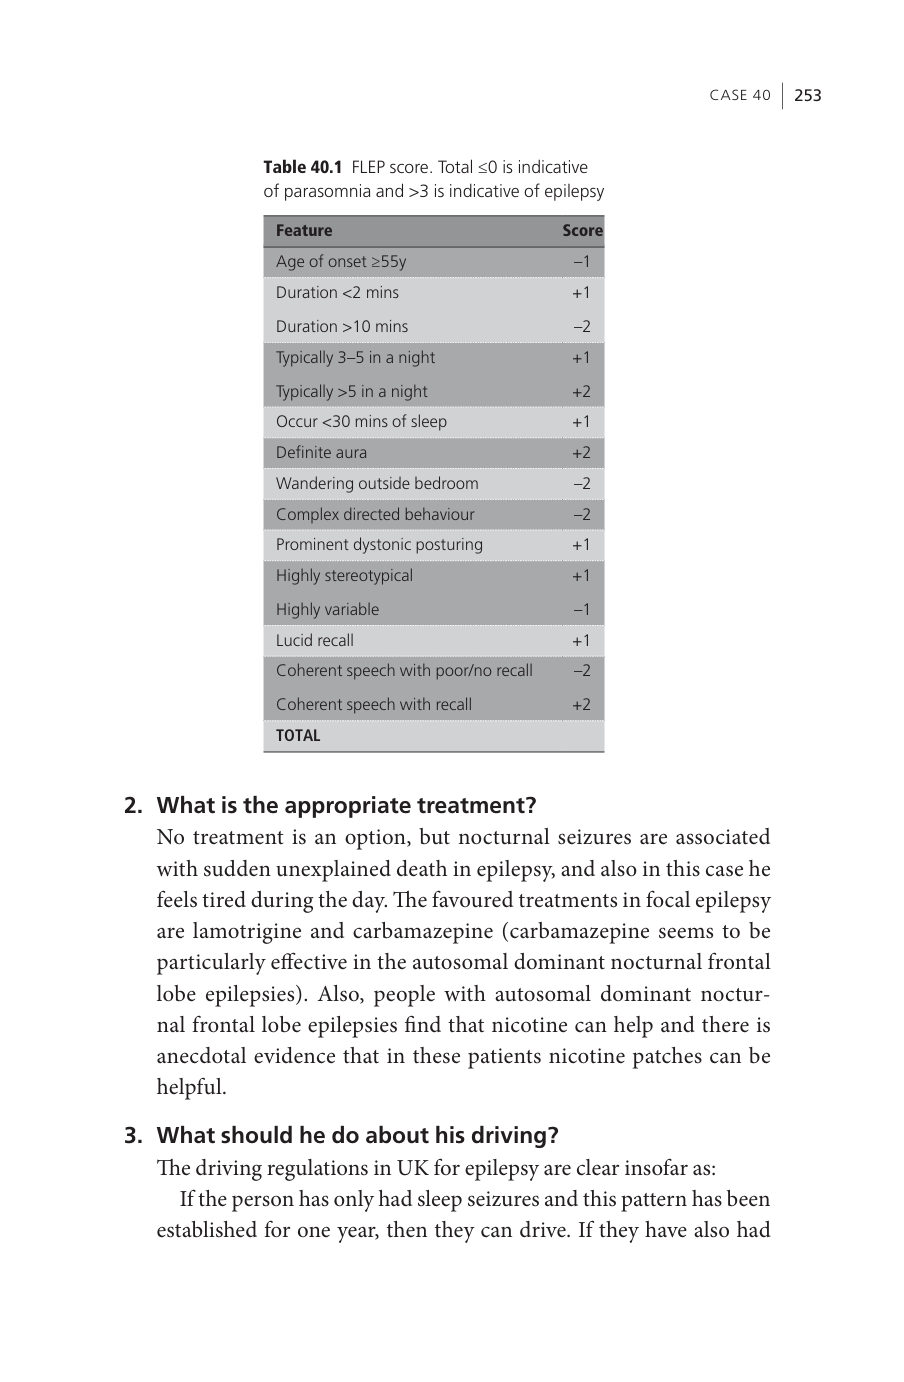 CASE 40 253
Table 40.1 FLEP score. Total ≤0 is indicative
of parasomnia and >3 is indicative of epilepsy
Feature Score
Age of onset ≥55y –1
Duration <2 mins +1
Duration >10 mins –2
Typically 3–5 in a night +1
Typically >5 in a night +2
Occur <30 mins of sleep +1
Definite aura +2
Wandering outside bedroom –2
Complex directed behaviour –2
Prominent dystonic posturing +1
Highly stereotypical +1
Highly variable –1
Lucid recall +1
Coherent speech with poor/no recall –2
Coherent speech with recall +2
TOTAL
2. What is the appropriate treatment?
No treatment is an option, but nocturnal seizures are associated
with sudden unexplained death in epilepsy, and also in this case he
feels tired during the day. The favoured treatments in focal epilepsy
are lamotrigine and carbamazepine (carbamazepine seems to be
particularly effective in the autosomal dominant nocturnal frontal
lobe epilepsies). Also, people with autosomal dominant noctur-
nal frontal lobe epilepsies find that nicotine can help and there is
anecdotal evidence that in these patients nicotine patches can be
helpful.
3. What should he do about his driving?
The driving regulations in UK for epilepsy are clear insofar as:
If the person has only had sleep seizures and this pattern has been
established for one year, then they can drive. If they have also had